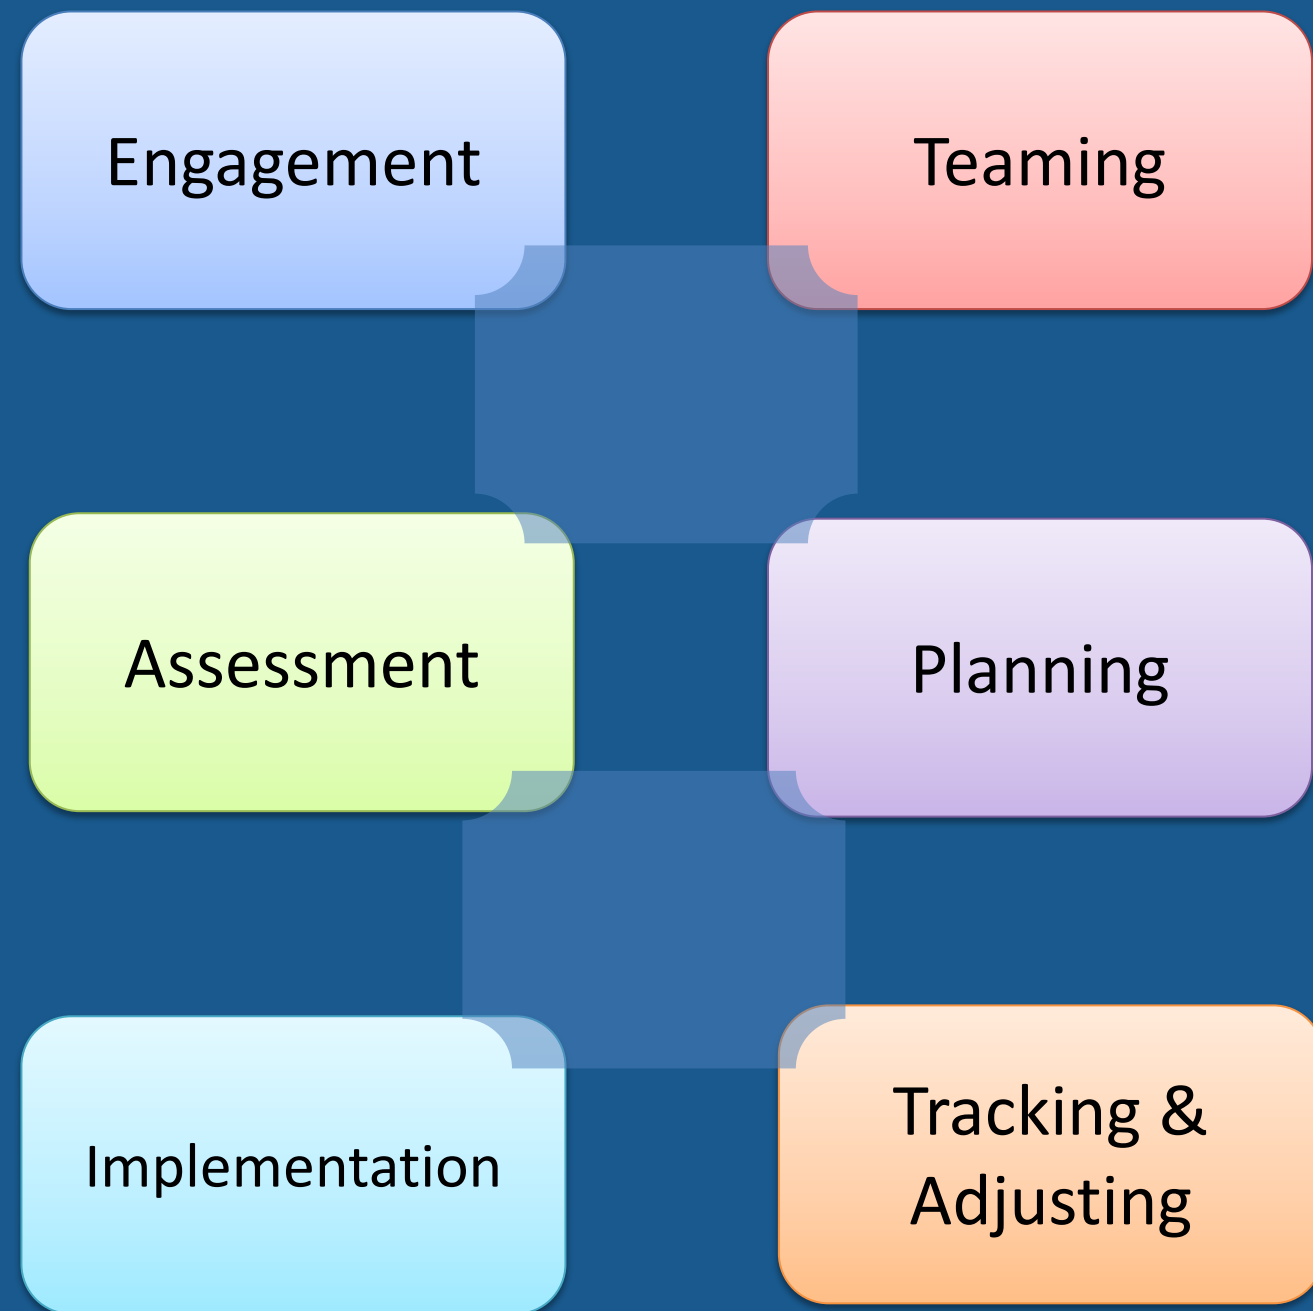 Engagement
Teaming
Assessment
Planning
Implementation
Tracking &
Adjusting